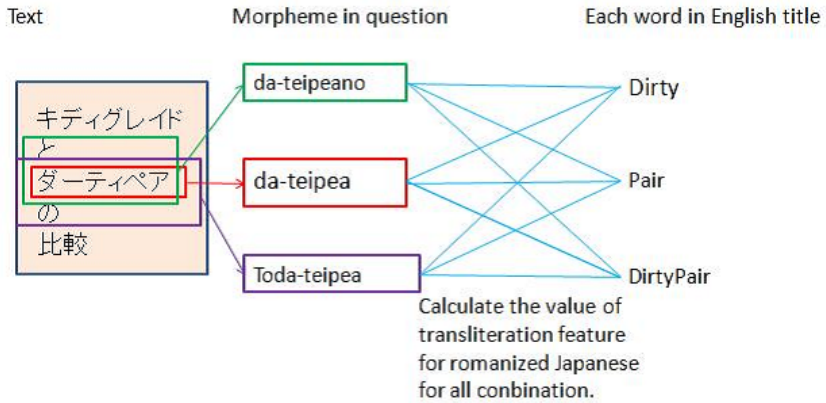 Text
Morpheme in question
Each word in English title
キディグレイド
と
ダーティペア
の
比較
da-teipeano
da-teipea
Toda-teipea
Dirty
Pair
DirtyPair
Calculate the value of
transliteration feature
for romanized Japanese
for all conbination.